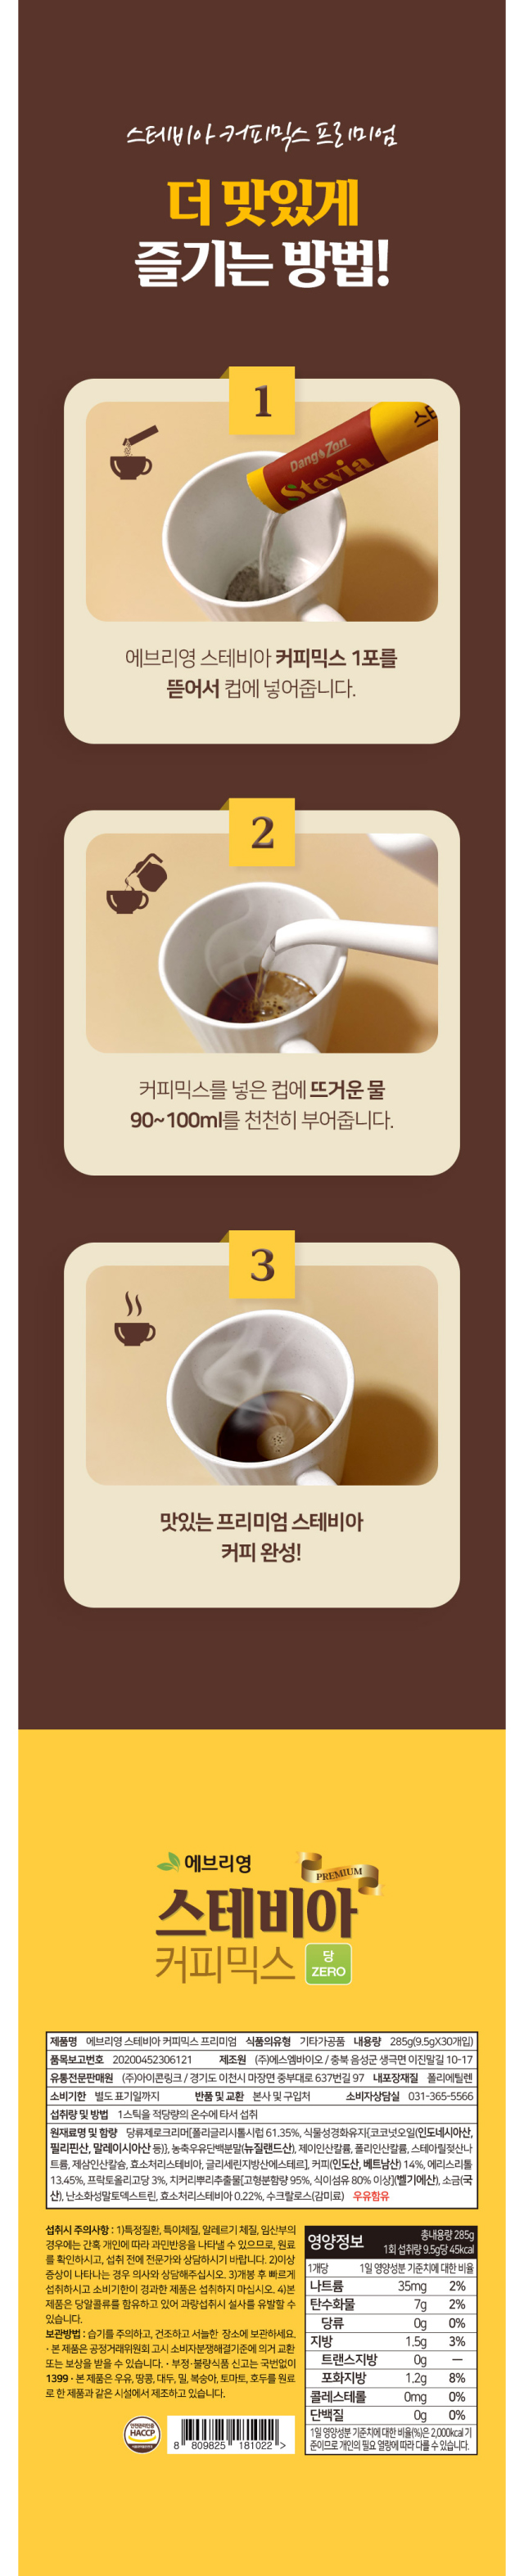 스테비아 커피믹스 프리미엄
더 맛있게
즐기는 방법!
1
Dang Zon
Stevia
스테
에브리영 스테비아 커피믹스 1포를
뜯어서 컵에 넣어줍니다.
2
커피믹스를 넣은 컵에 뜨거운 물
90~100ml를 천천히 부어줍니다.
3
맛있는 프리미엄 스테비아
커피 완성!
에브리영
PREMIUM
스테비아
커피믹스
당
ZERO
제품명 에브리영 스테비아 커피믹스 프리미엄 식품의유형 기타가공품 내용량 285g(9.5gX30개입)
품목보고번호 20200452306121 제조원 (주)에스엠바이오 / 충북 음성군 생극면 이진말길 10-17
유통전문판매원 (주)아이콘링크 / 경기도 이천시 마장면 중부대로 637번길 97 내포장재질 폴리에틸렌
소비기한 별도 표기일까지 반품 및 교환 본사 및 구입처 소비자상담실 031-365-5566
섭취량 및 방법 1스틱을 적당량의 온수에 타서 섭취
원재료명 및 함량 당류제로크리머[폴리글리시톨시럽 61.35%, 식물성경화유지{코코넛오일(인도네시아산,
필리핀산, 말레이시아산 등)}, 농축우유단백분말(뉴질랜드산), 제이인산칼륨, 폴리인산칼륨, 스테아릴젖산나
트륨, 제삼인산칼슘, 효소처리스테비아, 글리세린지방산에스테르], 커피(인도산, 베트남산) 14%, 에리스리톨
13.45%, 프락토올리고당 3%, 치커리뿌리추출물[고형분함량 95%, 식이섬유 80% 이상](벨기에산), 소금(국
산), 난소화성말토덱스트린, 효소처리스테비아 0.22%, 수크랄로스(감미료) 우유함유
섭취시 주의사항 : 1)특정질환, 특이체질, 알레르기 체질, 임산부의
경우에는 간혹 개인에 따라 과민반응을 나타낼 수 있으므로, 원료
를 확인하시고, 섭취 전에 전문가와 상담하시기 바랍니다. 2)이상
증상이 나타나는 경우 의사와 상담해주십시오. 3)개봉 후 빠르게
섭취하시고 소비기한이 경과한 제품은 섭취하지 마십시오. 4)본
제품은 당알콜류를 함유하고 있어 과량섭취시 설사를 유발할 수
있습니다.
보관방법 : 습기를 주의하고, 건조하고 서늘한 장소에 보관하세요.
· 본 제품은 공정거래위원회 고시 소비자분쟁해결기준에 의거 교환
또는 보상을 받을 수 있습니다. · 부정·불량식품 신고는 국번없이
1399 · 본 제품은 우유, 땅콩, 대두, 밀, 복숭아, 토마토, 호두를 원료
로 한 제품과 같은 시설에서 제조하고 있습니다.
안전관리인증
HACCP
8 809825 181022 >
영양정보 총내용량 285g
1회 섭취량 9.5g당 45kcal
1개당 1일 영양성분 기준치에 대한 비율
나트륨 35mg 2%
탄수화물 7g 2%
당류 0g 0%
지방 1.5g 3%
트랜스지방 0g —
포화지방 1.2g 8%
콜레스테롤 0mg 0%
단백질 0g 0%
1일 영양성분 기준치에 대한 비율(%)은 2,000kcal 기
준이므로 개인의 필요 열량에 따라 다를 수 있습니다.